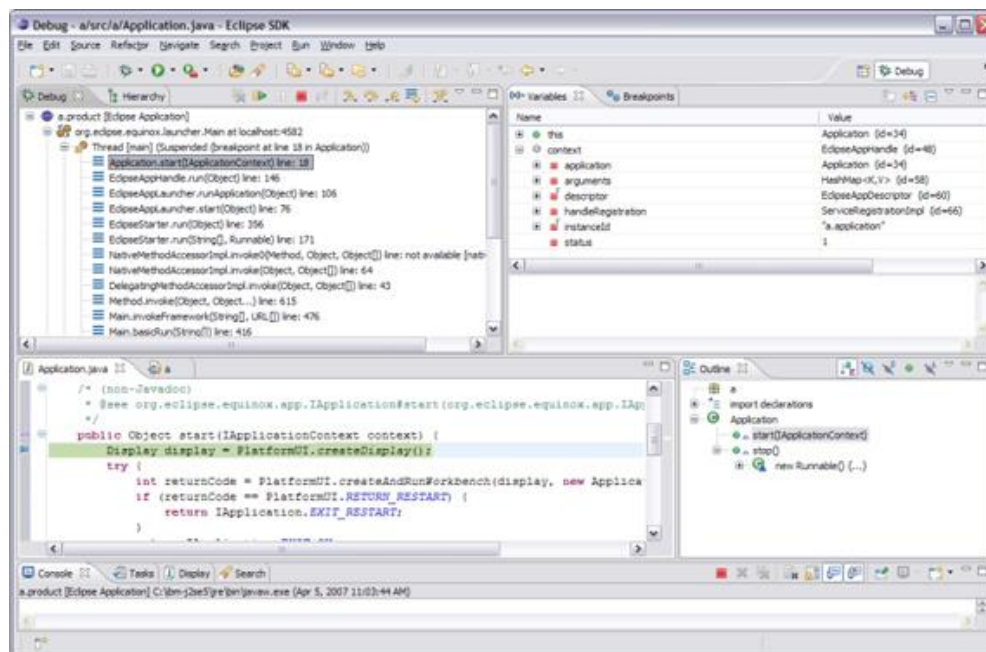 Debug - a/src/a/Application.java - Eclipse SDK
File Edit Source Refactor Navigate Search Project Run Window Help
Debug
Debug Hierarchy
a.product [Eclipse Application]
org.eclipse.equinox.launcher.Main at localhost:4582
Thread [main] (Suspended (breakpoint at line 18 in Application))
Application.start(IApplicationContext) line: 18
EclipseAppHandle.run(Object) line: 146
EclipseAppLauncher.runApplication(Object) line: 106
EclipseAppLauncher.start(Object) line: 76
EclipseStarter.run(Object) line: 356
EclipseStarter.run(String[], Runnable) line: 171
NativeMethodAccessorImpl.invoke0(Method, Object, Object[]) line: not available [nati
NativeMethodAccessorImpl.invoke(Object, Object[]) line: 64
DelegatingMethodAccessorImpl.invoke(Object, Object[]) line: 43
Method.invoke(Object, Object...) line: 615
Main.invokeFramework(String[], URL[]) line: 476
Main.basicRun(String[]) line: 416
Variables Breakpoints
Name Value
this Application (id=34)
context EclipseAppHandle (id=48)
application Application (id=34)
arguments HashMap<K,V> (id=58)
descriptor EclipseAppDescriptor (id=60)
handleRegistration ServiceRegistrationImpl (id=66)
instanceId "a.application"
status 1
Application.java a
/* (non-Javadoc)
* @see org.eclipse.equinox.app.IApplication#start(org.eclipse.equinox.app.IApp
*/
public Object start(IApplicationContext context) {
Display display = PlatformUI.createDisplay();
try {
int returnCode = PlatformUI.createAndRunWorkbench(display, new Applica
if (returnCode == PlatformUI.RETURN_RESTART) {
return IApplication.EXIT_RESTART;
}
Outline
a
import declarations
Application
start(IApplicationContext)
stop()
new Runnable() {...}
Console Tasks Display Search
a.product [Eclipse Application] C:\ibm-j2se5\jre\bin\javaw.exe (Apr 5, 2007 11:03:44 AM)